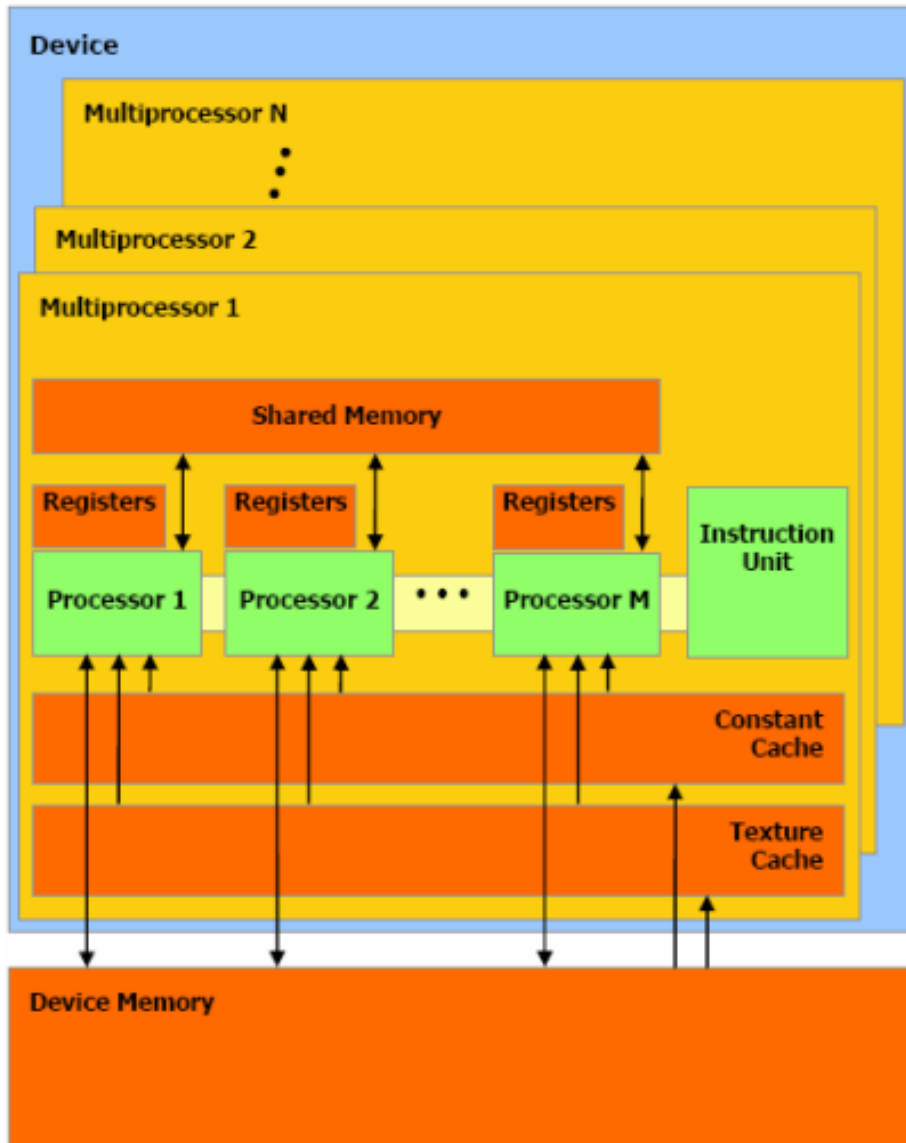 Device
Multiprocessor N
Multiprocessor 2
Multiprocessor 1
Shared Memory
Registers
Registers
Registers
Instruction
Unit
Processor 1
Processor 2
Processor M
Constant
Cache
Texture
Cache
Device Memory